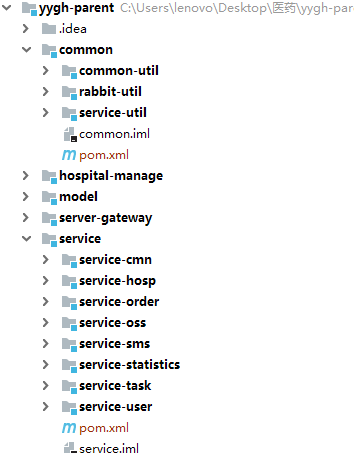 yygh-parent C:\Users\lenovo\Desktop\医药\yygh-par
.idea
common
common-util
rabbit-util
service-util
common.iml
pom.xml
hospital-manage
model
server-gateway
service
service-cmn
service-hosp
service-order
service-oss
service-sms
service-statistics
service-task
service-user
pom.xml
service.iml